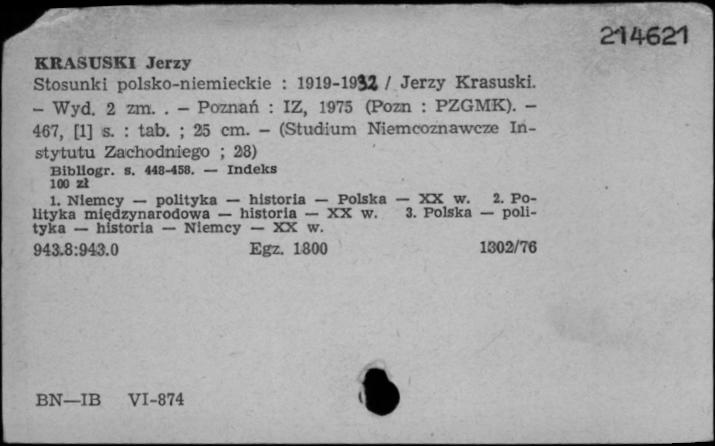 214621
KRASUSKI Jerzy
Stosunki polsko-niemieckie : 1919-1932 / Jerzy Krasuski.
– Wyd. 2 zm. . – Poznań : IZ, 1975 (Pozn : PZGMK). –
467, [1] s. : tab. ; 25 cm. – (Studium Niemcoznawcze In-
stytutu Zachodniego ; 28)
Bibliogr. s. 448-458. — Indeks
100 zł
1. Niemcy — polityka — historia — Polska — XX w. 2. Po-
lityka międzynarodowa — historia — XX w. 3. Polska — poli-
tyka — historia — Niemcy — XX w.
943.8:943.0 Egz. 1800 1302/76
BN—IB VI-874